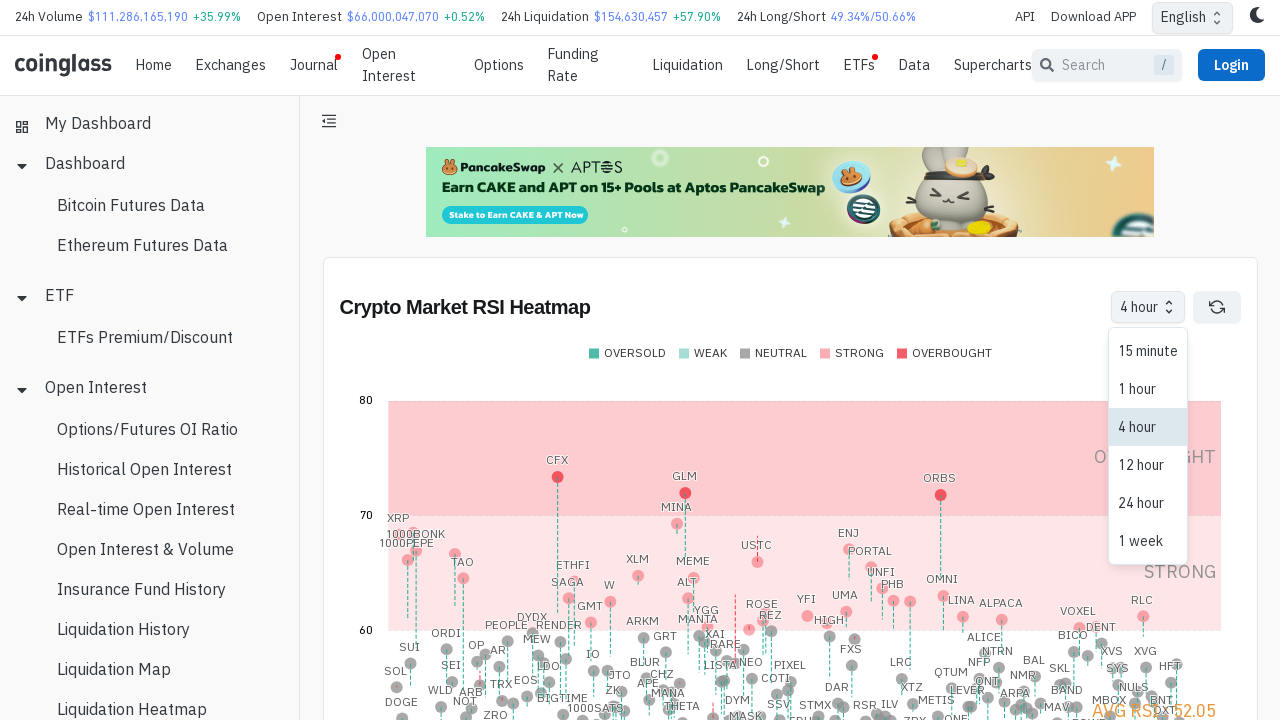 24h Volume $111,286,165,190 +35.99% Open Interest $66,000,047,070 +0.52% 24h Liquidation $154,630,457 +57.90% 24h Long/Short 49.34%/50.66% API Download APP English
coinglass Home Exchanges Journal Open Interest Options Funding Rate Liquidation Long/Short ETFs Data Supercharts Search / Login
My Dashboard
Dashboard
Bitcoin Futures Data
Ethereum Futures Data
ETF
ETFs Premium/Discount
Open Interest
Options/Futures OI Ratio
Historical Open Interest
Real-time Open Interest
Open Interest & Volume
Insurance Fund History
Liquidation History
Liquidation Map
Liquidation Heatmap
PancakeSwap × APTOS
Earn CAKE and APT on 15+ Pools at Aptos PancakeSwap
Stake to Earn CAKE & APT Now
Crypto Market RSI Heatmap
4 hour
15 minute
1 hour
4 hour
12 hour
24 hour
1 week
OVERSOLD WEAK NEUTRAL STRONG OVERBOUGHT
80
CFX
GLM
ORBS
70
MINA
XRP
1000BONK
1000PEPE
USTC
ENJ
PORTAL
TAO
ETHFI
XLM
MEME
UNFI
STRONG
SAGA
W
ALT
PHB
OMNI
GMT
YGG
ROSE
YFI
UMA
LINA
ALPACA
RLC
60
DYDX
PEOPLE
RENDER
ARKM
MANTA
REZ
HIGH
VOXEL
DENT
ORDI
MEW
GRT
XAI
BICO
ALICE
SUI
OP
AR
RARE
FXS
NTRN
XVS
XVG
SOL
SEI
LDO
IO
BLUR
LISTA
NEO
PIXEL
LRC
NFP
BAL
SKL
SYS
HFT
TRX
EOS
JTO
CHZ
COTI
QTUM
NMR
WLD
ARB
ZK
APE
MANA
DAR
XTZ
LEVER
ONT
BAND
NULS
DOGE
NOT
BIGTIME
DYM
SSV
STMX
RSR
ILV
METIS
ARPA
MAV
MBOX
BNT
ZRO
1000SATS
THETA
MASK
DEXT
AVG RSI: 52.05